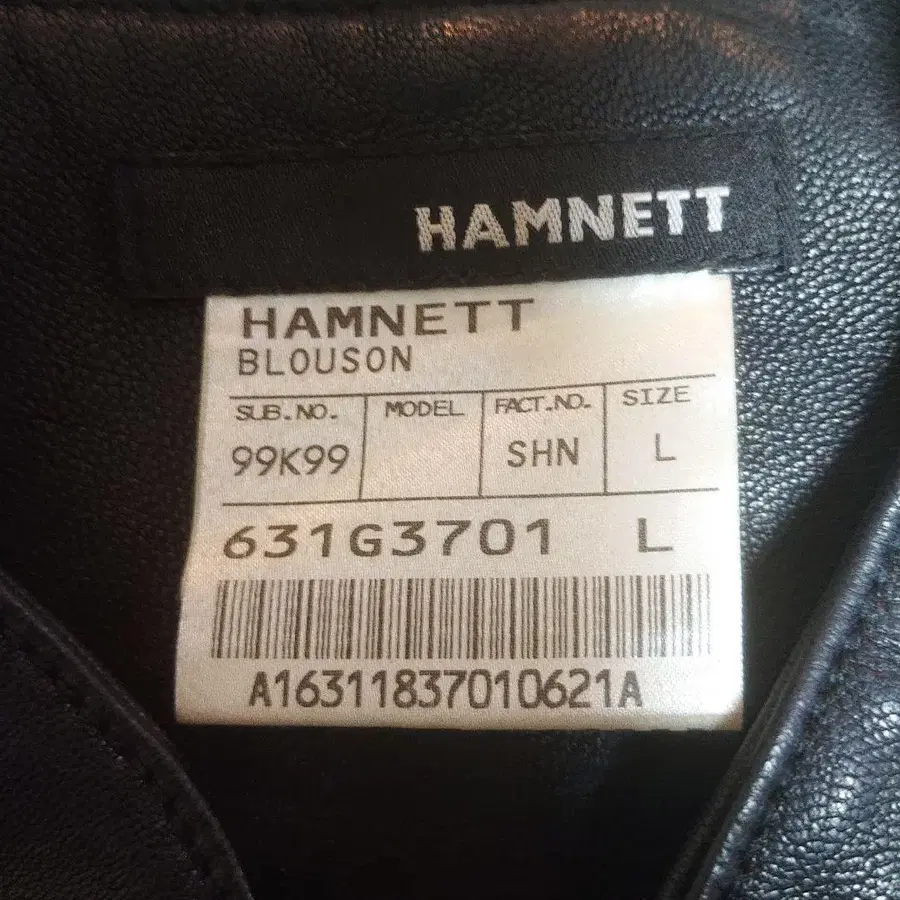 HAMNETT
HAMNETT
BLOUSON
SUB.NO. MODEL FACT.NO. SIZE
99K99 SHN L
631G3701 L
A16311837010621A